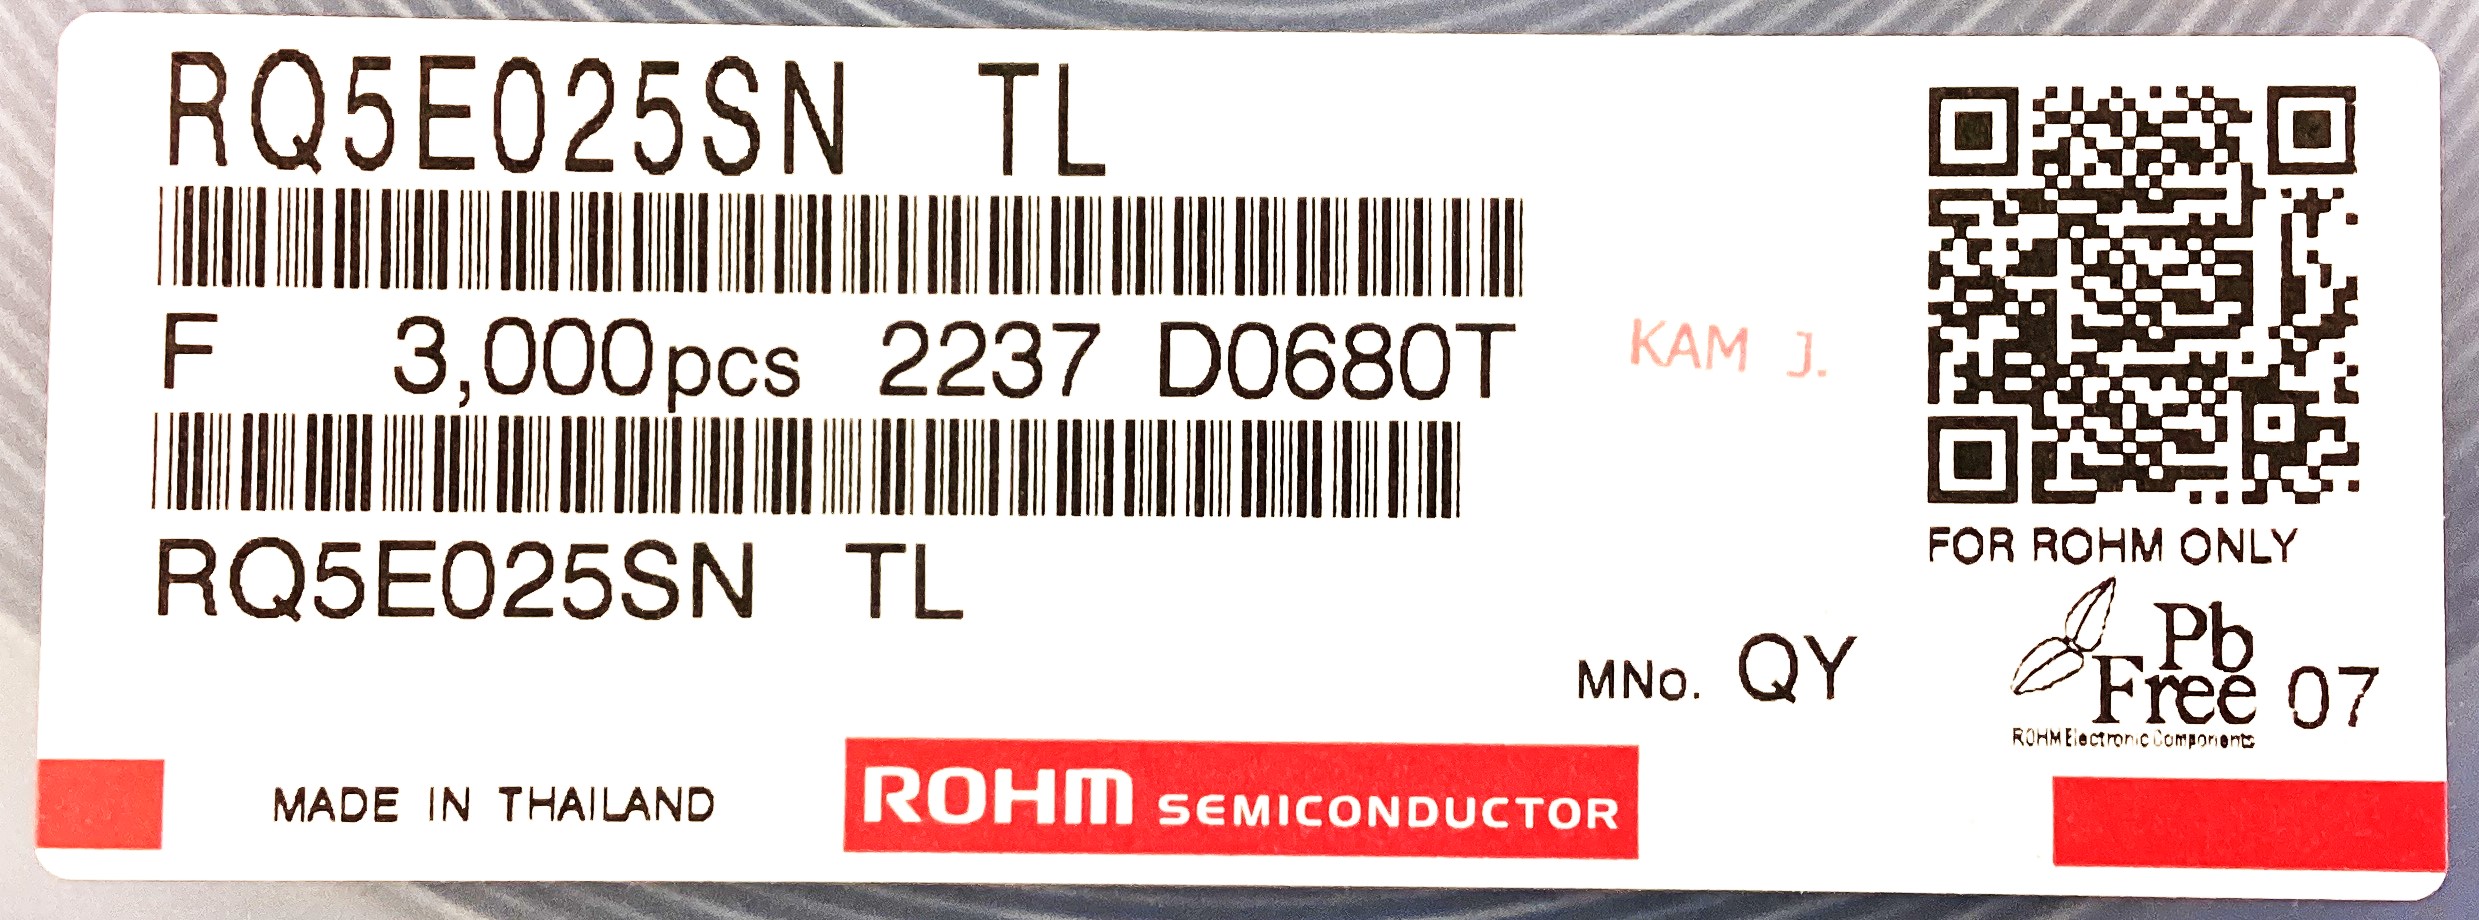 RQ5E025SN TL
F 3,000pcs 2237 D0680T
KAM J.
RQ5E025SN TL
FOR ROHM ONLY
MNo. QY
Pb
Free 07
ROHM Electronic Components
MADE IN THAILAND
ROHM SEMICONDUCTOR